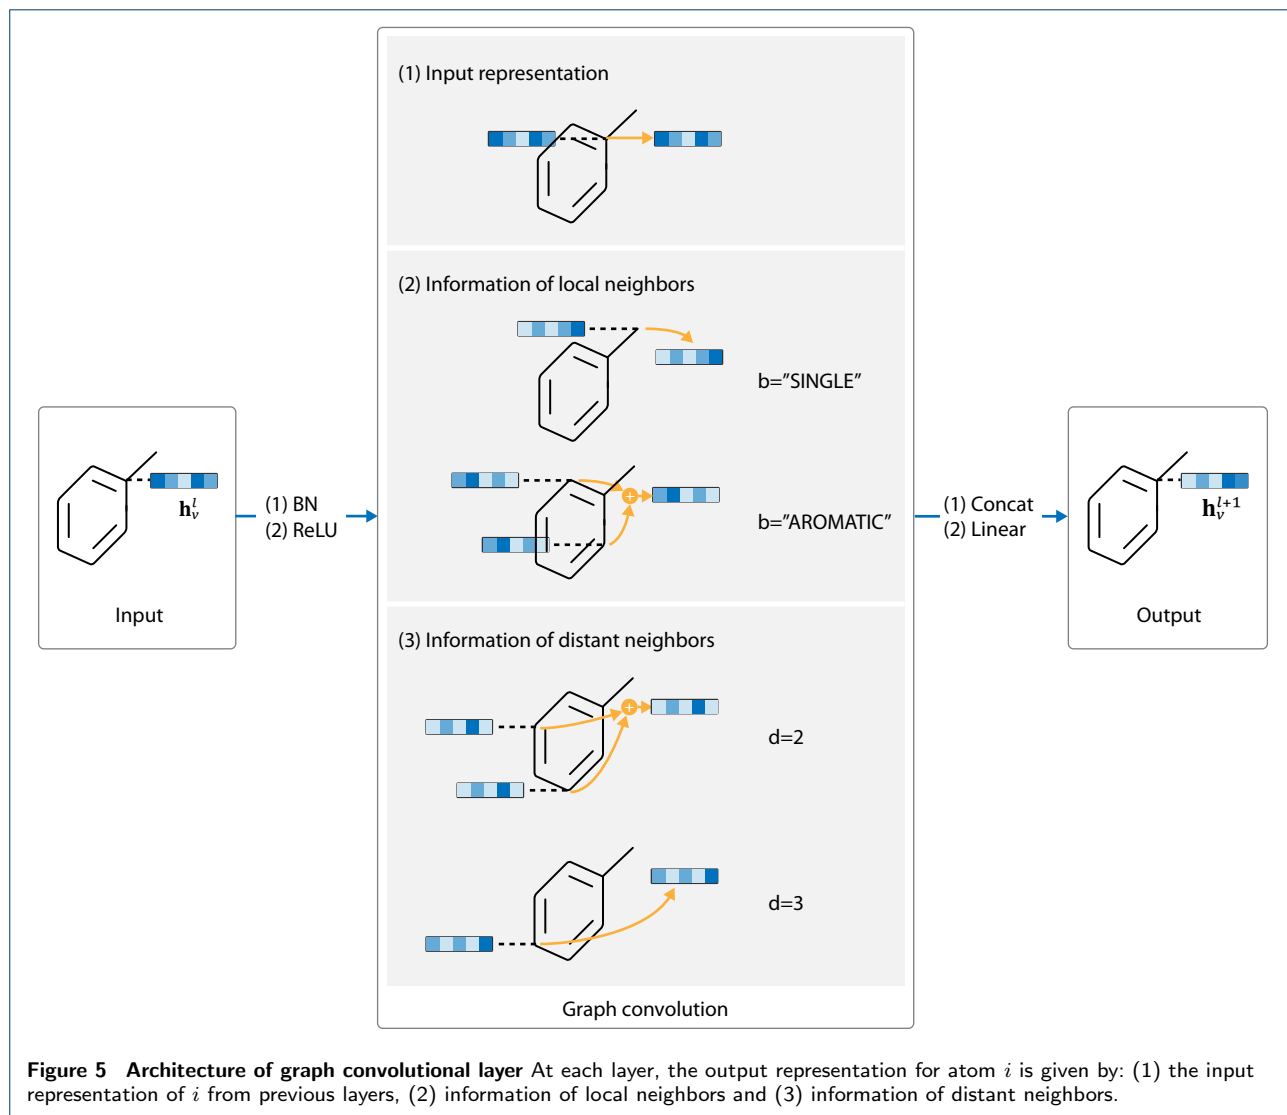 (1) Input representation
(2) Information of local neighbors
b=”SINGLE”
b=”AROMATIC”
(3) Information of distant neighbors
d=2
d=3
Graph convolution
h_v^l
Input
(1) BN
(2) ReLU
(1) Concat
(2) Linear
h_v^{l+1}
Output
Figure 5 Architecture of graph convolutional layer At each layer, the output representation for atom i is given by: (1) the input
representation of i from previous layers, (2) information of local neighbors and (3) information of distant neighbors.